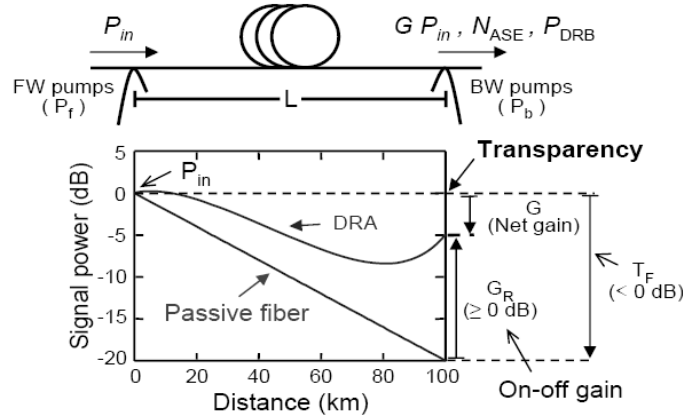 P_in
G P_in , N_ASE , P_DRB
FW pumps
( P_f )
L
BW pumps
( P_b )
Transparency
5
0
-5
-10
-15
-20
Signal power (dB)
P_in
DRA
Passive fiber
G
(Net gain)
G_R
(≥ 0 dB)
T_F
(< 0 dB)
0
20
40
60
80
100
On-off gain
Distance (km)